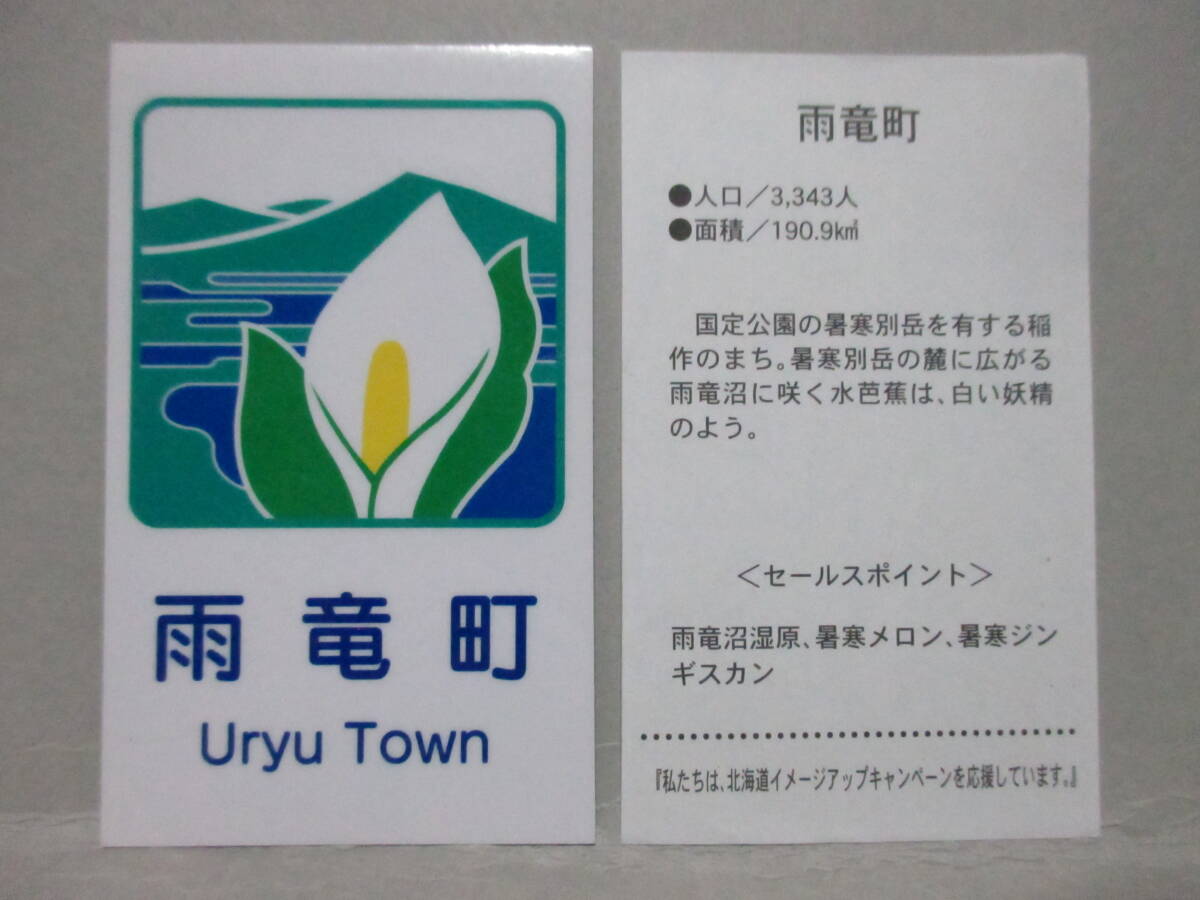 雨竜町
Uryu Town
雨竜町
●人口／3,343人
●面積／190.9k㎡
国定公園の暑寒別岳を有する稲
作のまち。暑寒別岳の麓に広がる
雨竜沼に咲く水芭蕉は、白い妖精
のよう。
＜セールスポイント＞
雨竜沼湿原、暑寒メロン、暑寒ジン
ギスカン
『私たちは、北海道イメージアップキャンペーンを応援しています。』